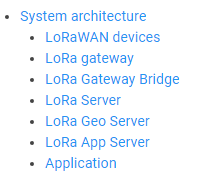 System architecture
LoRaWAN devices
LoRa gateway
LoRa Gateway Bridge
LoRa Server
LoRa Geo Server
LoRa App Server
Application